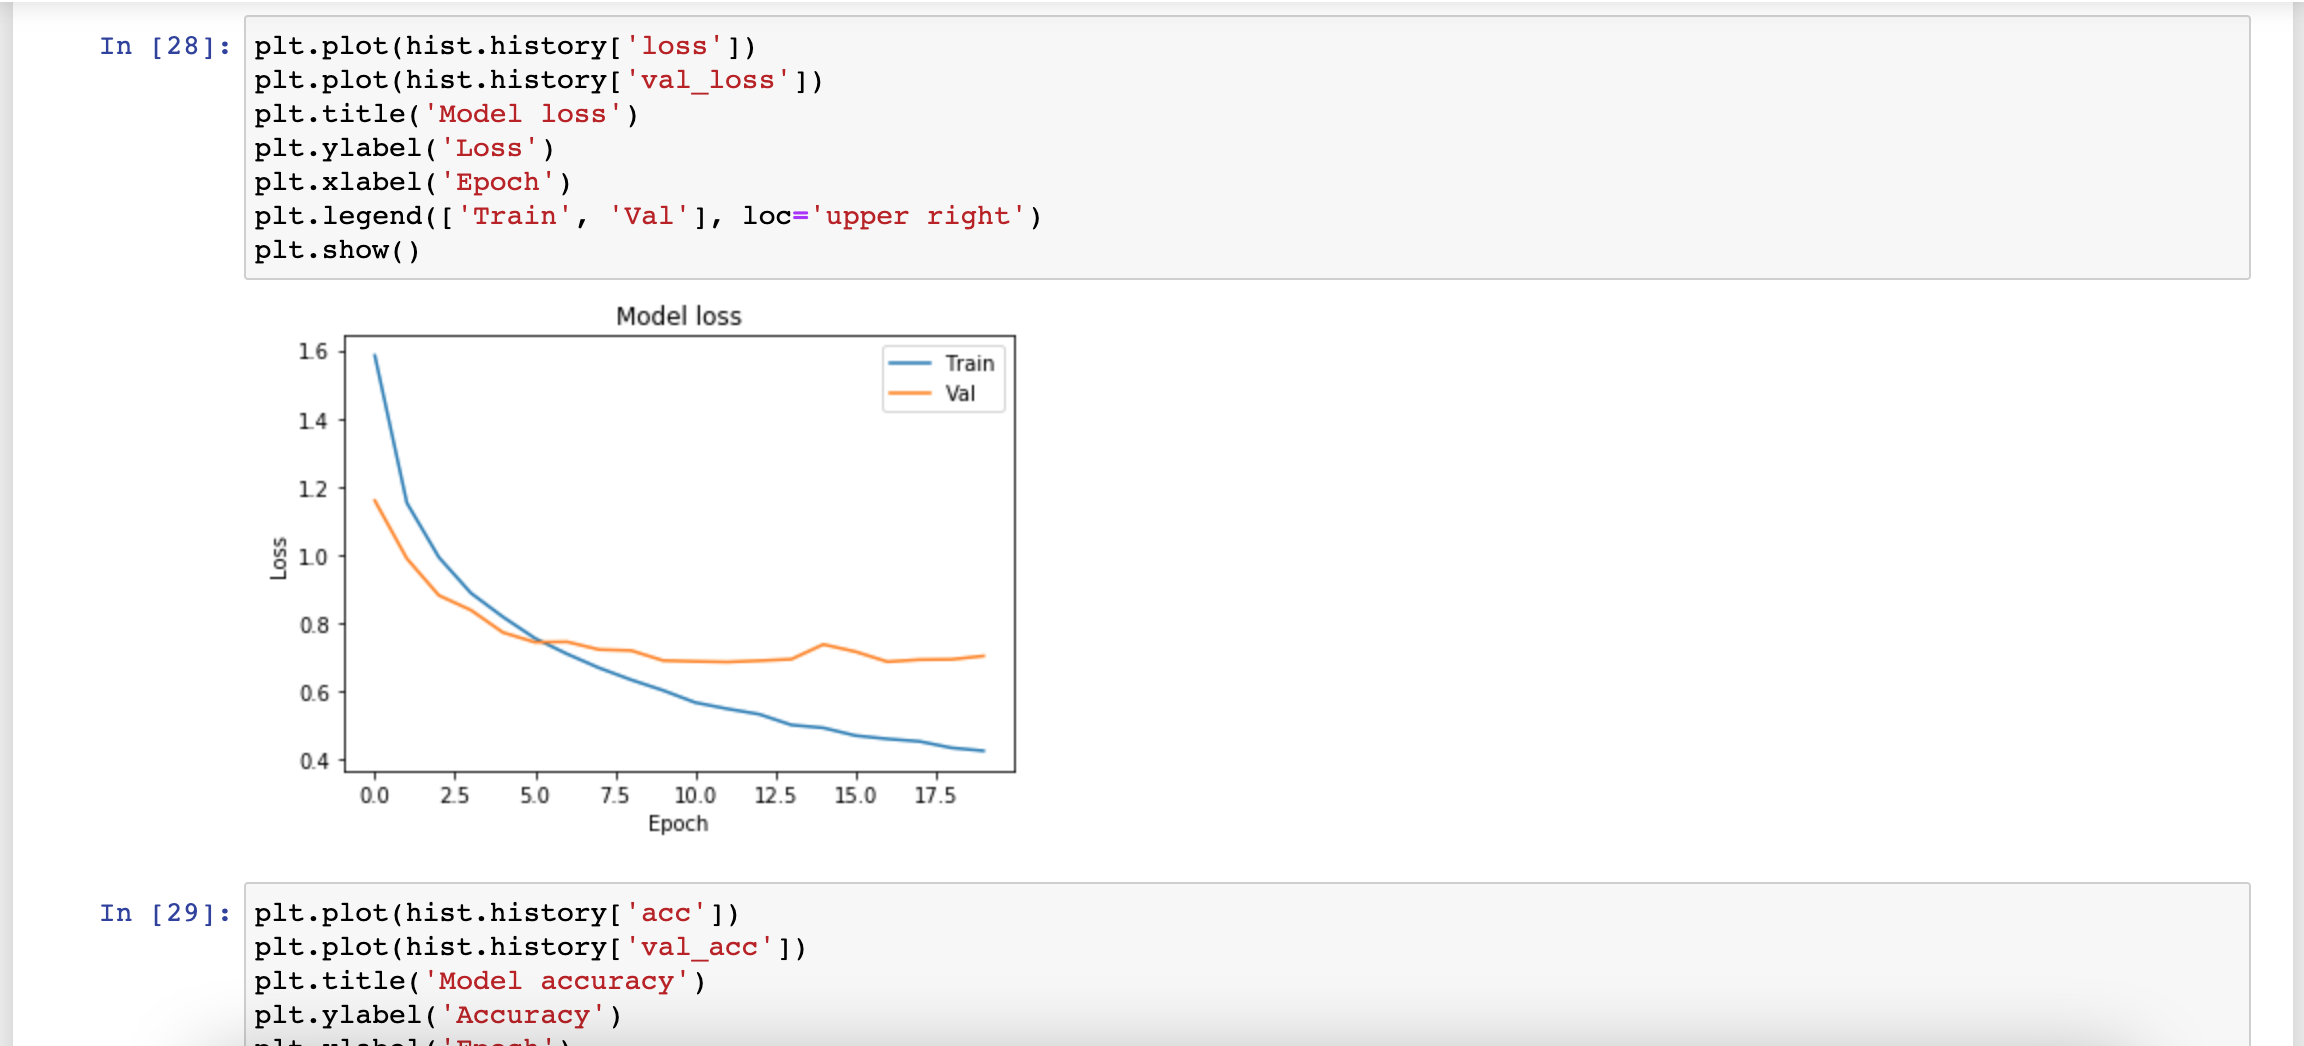 In [28]:
plt.plot(hist.history['loss'])
plt.plot(hist.history['val_loss'])
plt.title('Model loss')
plt.ylabel('Loss')
plt.xlabel('Epoch')
plt.legend(['Train', 'Val'], loc='upper right')
plt.show()
Model loss
Train
Val
1.6
1.4
1.2
1.0
0.8
0.6
0.4
Loss
0.0 2.5 5.0 7.5 10.0 12.5 15.0 17.5
Epoch
In [29]:
plt.plot(hist.history['acc'])
plt.plot(hist.history['val_acc'])
plt.title('Model accuracy')
plt.ylabel('Accuracy')
plt.xlabel('Epoch')